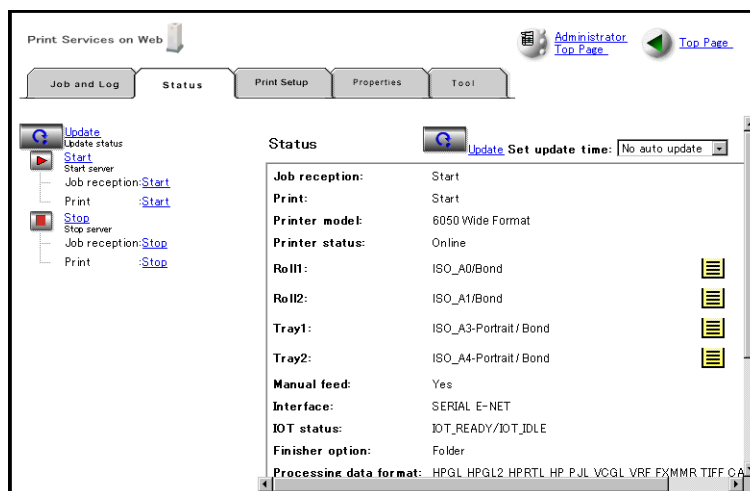 Print Services on Web
Administrator
Top Page
Top Page
Job and Log
Status
Print Setup
Properties
Tool
Update
Update status
Start
Start server
Job reception:Start
Print :Start
Stop
Stop server
Job reception:Stop
Print :Stop
Status
Update Set update time: No auto update
Job reception: Start
Print: Start
Printer model: 6050 Wide Format
Printer status: Online
Roll1: ISO_A0/Bond
Roll2: ISO_A1/Bond
Tray1: ISO_A3-Portrait / Bond
Tray2: ISO_A4-Portrait / Bond
Manual feed: Yes
Interface: SERIAL E-NET
IOT status: IOT_READY/IOT_IDLE
Finisher option: Folder
Processing data format: HPGL HPGL2 HPRTL HP PJL VCGL VRF FXMMR TIFF CA